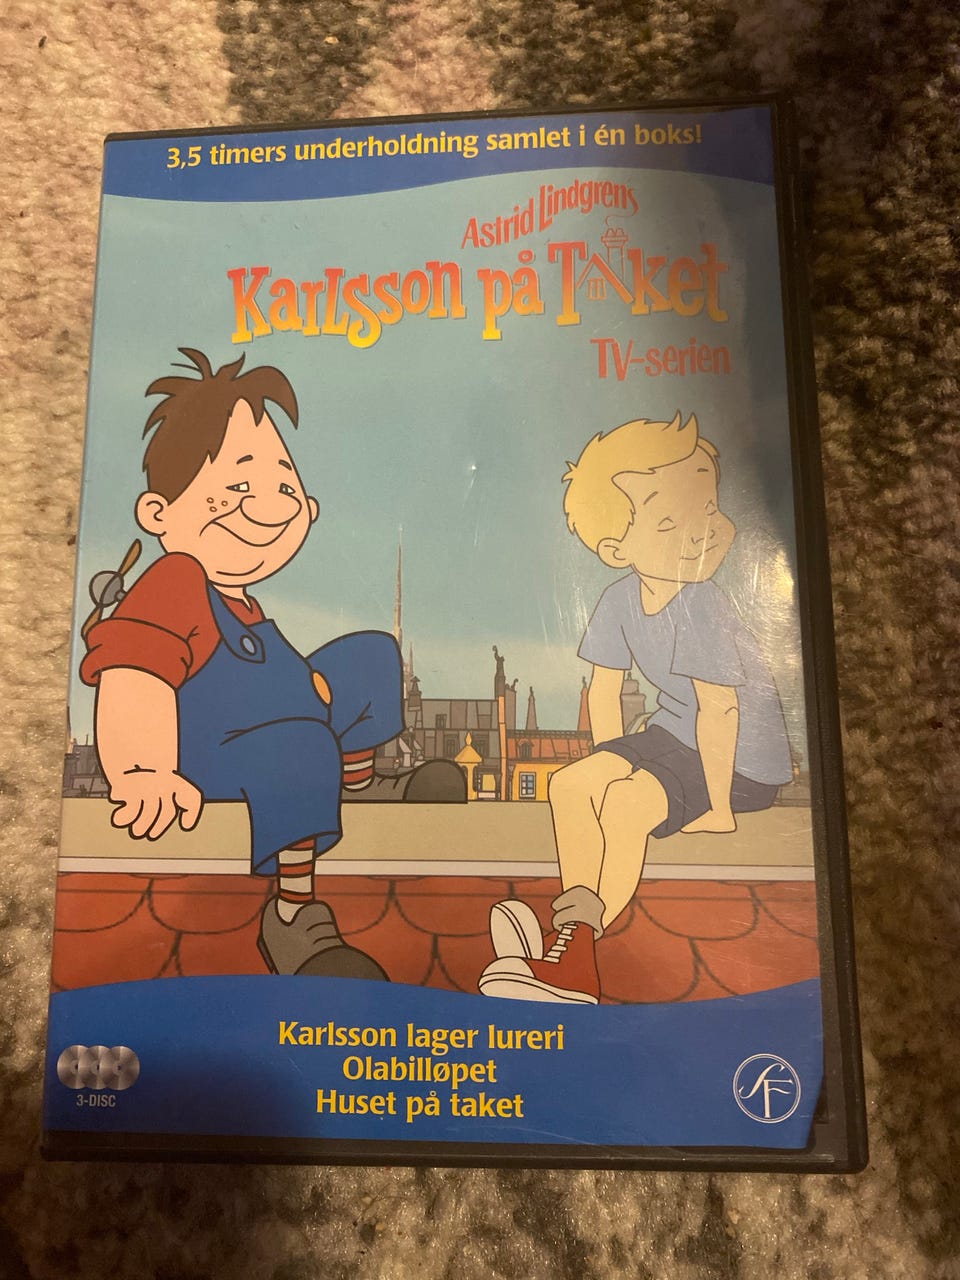 3,5 timers underholdning samlet i én boks!
Astrid Lindgrens
Karlsson på Taket
TV-serien
Karlsson lager lureri
Olabilløpet
Huset på taket
3-DISC
SF